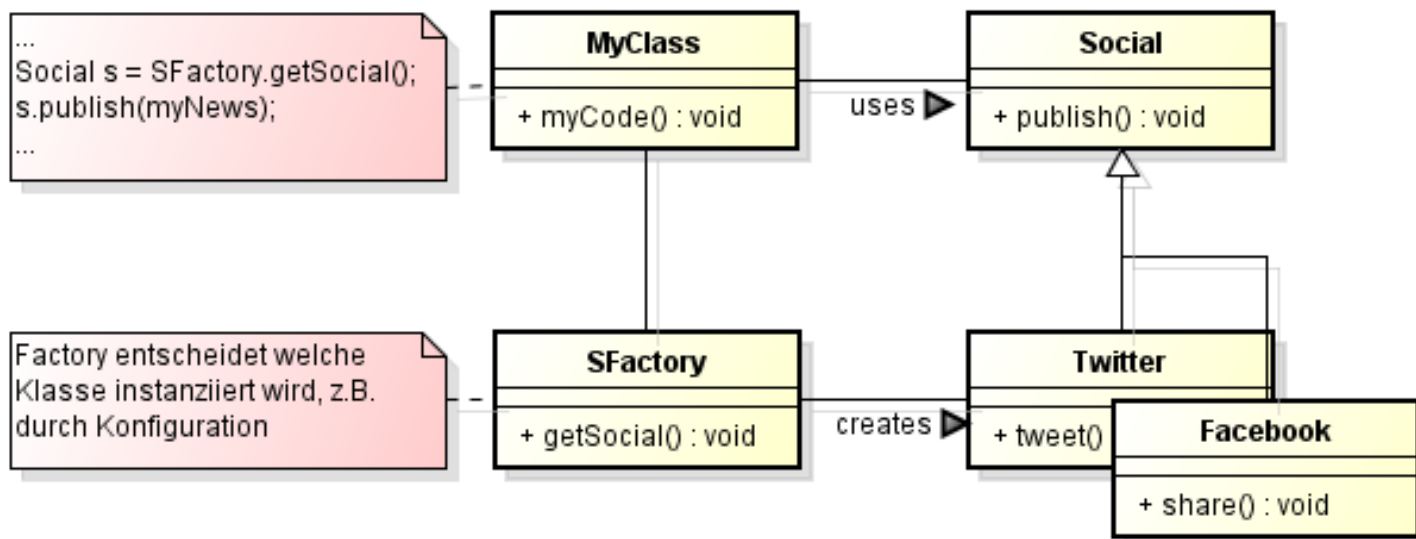 ...
Social s = SFactory.getSocial();
s.publish(myNews);
...
MyClass
+ myCode() : void
uses
Social
+ publish() : void
Factory entscheidet welche
Klasse instanziiert wird, z.B.
durch Konfiguration
SFactory
+ getSocial() : void
creates
Twitter
+ tweet()
Facebook
+ share() : void